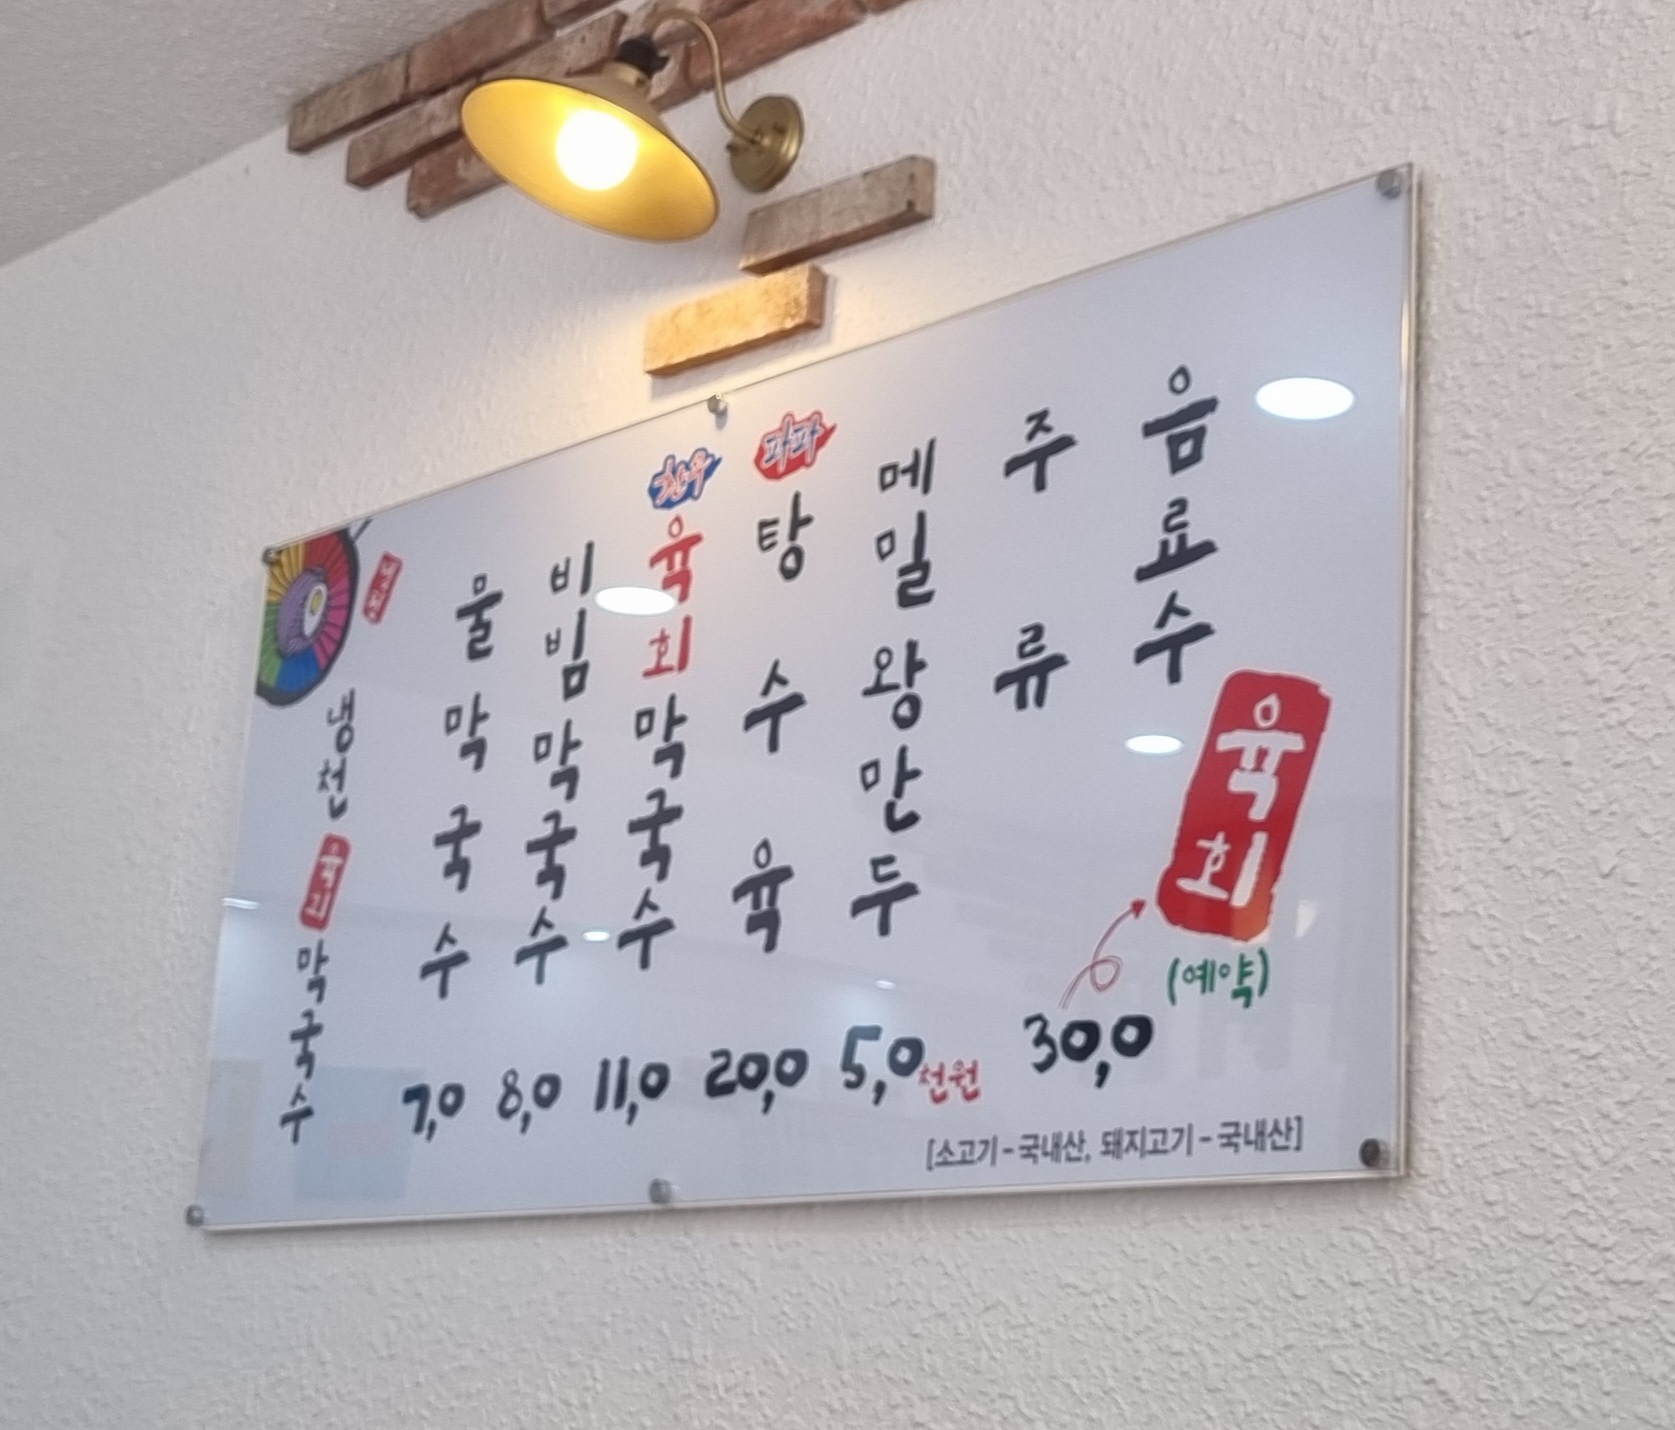 냉천
육회
막국수
물막국수
7,0
비빔막국수
8,0
한우
육회막국수
11,0
파파
탕수육
20,0
메밀왕만두
5,0천원
주류
음료수
육회
(예약)
30,0
[소고기-국내산, 돼지고기-국내산]